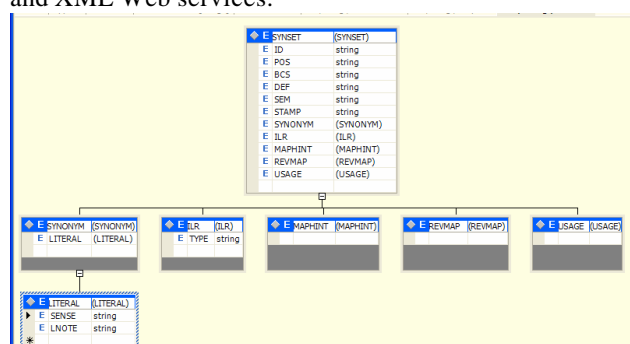 and XML Web services.
E SYNSET (SYNSET)
E ID string
E POS string
E BCS string
E DEF string
E SEM string
E STAMP string
E SYNONYM (SYNONYM)
E ILR (ILR)
E MAPHINT (MAPHINT)
E REVMAP (REVMAP)
E USAGE (USAGE)
E SYNONYM (SYNONYM)
E LITERAL (LITERAL)
E ILR (ILR)
E TYPE string
E MAPHINT (MAPHINT)
E REVMAP (REVMAP)
E USAGE (USAGE)
E LITERAL (LITERAL)
E SENSE string
E LNOTE string